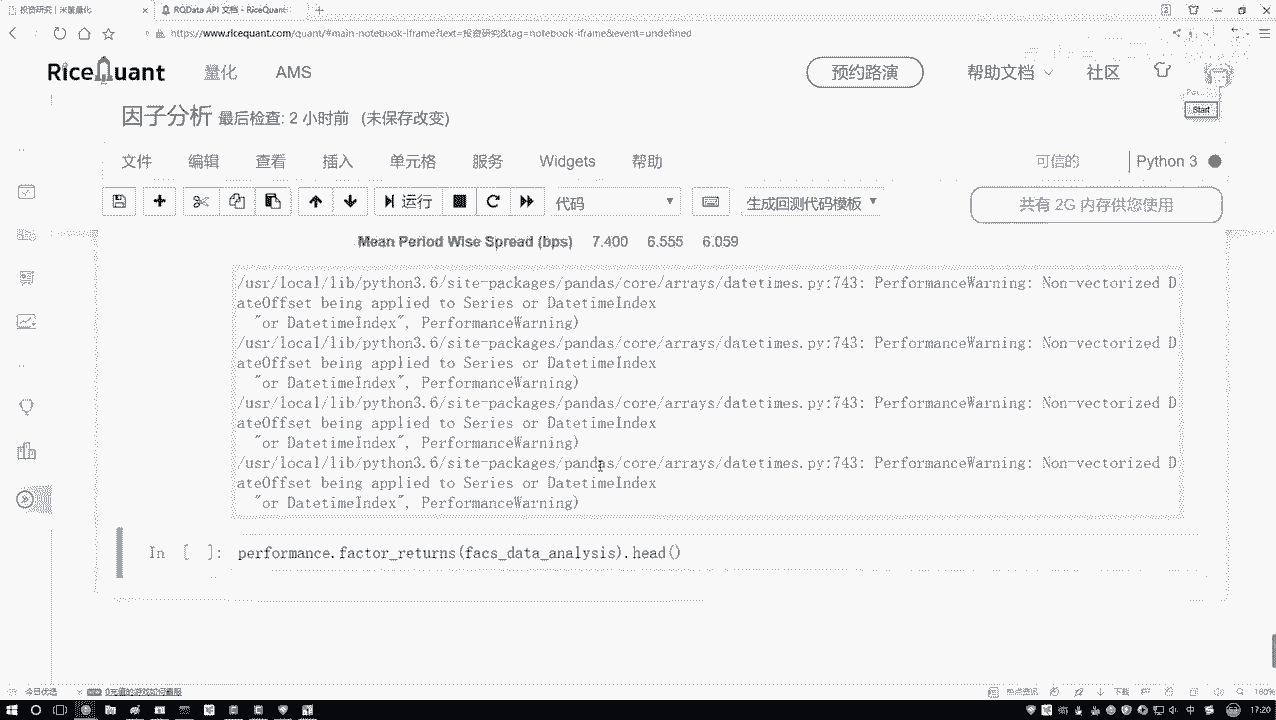 投资研究 | 米筐量化
RQData API 文档 - RiceQuant
https://www.ricequant.com/quant/#main-notebook-iframe?text=投资研究&tag=notebook-iframe&event=undefined
RiceQuant 量化 AMS 预约路演 帮助文档 社区
Start
因子分析 最后检查: 2 小时前 (未保存改变)
文件 编辑 查看 插入 单元格 服务 Widgets 帮助 可信的 Python 3
运行 代码 生成回测代码模板 共有 2G 内存供您使用
Mean Period Wise Spread (bps) 7.400 6.555 6.059
/usr/local/lib/python3.6/site-packages/pandas/core/arrays/datetimes.py:743: PerformanceWarning: Non-vectorized D
ateOffset being applied to Series or DatetimeIndex
"or DatetimeIndex", PerformanceWarning)
/usr/local/lib/python3.6/site-packages/pandas/core/arrays/datetimes.py:743: PerformanceWarning: Non-vectorized D
ateOffset being applied to Series or DatetimeIndex
"or DatetimeIndex", PerformanceWarning)
/usr/local/lib/python3.6/site-packages/pandas/core/arrays/datetimes.py:743: PerformanceWarning: Non-vectorized D
ateOffset being applied to Series or DatetimeIndex
"or DatetimeIndex", PerformanceWarning)
/usr/local/lib/python3.6/site-packages/pandas/core/arrays/datetimes.py:743: PerformanceWarning: Non-vectorized D
ateOffset being applied to Series or DatetimeIndex
"or DatetimeIndex", PerformanceWarning)
In [ ]: performance.factor_returns(facs_data_analysis).head()
今日优选
热点资讯 下载 160%
中 17:20